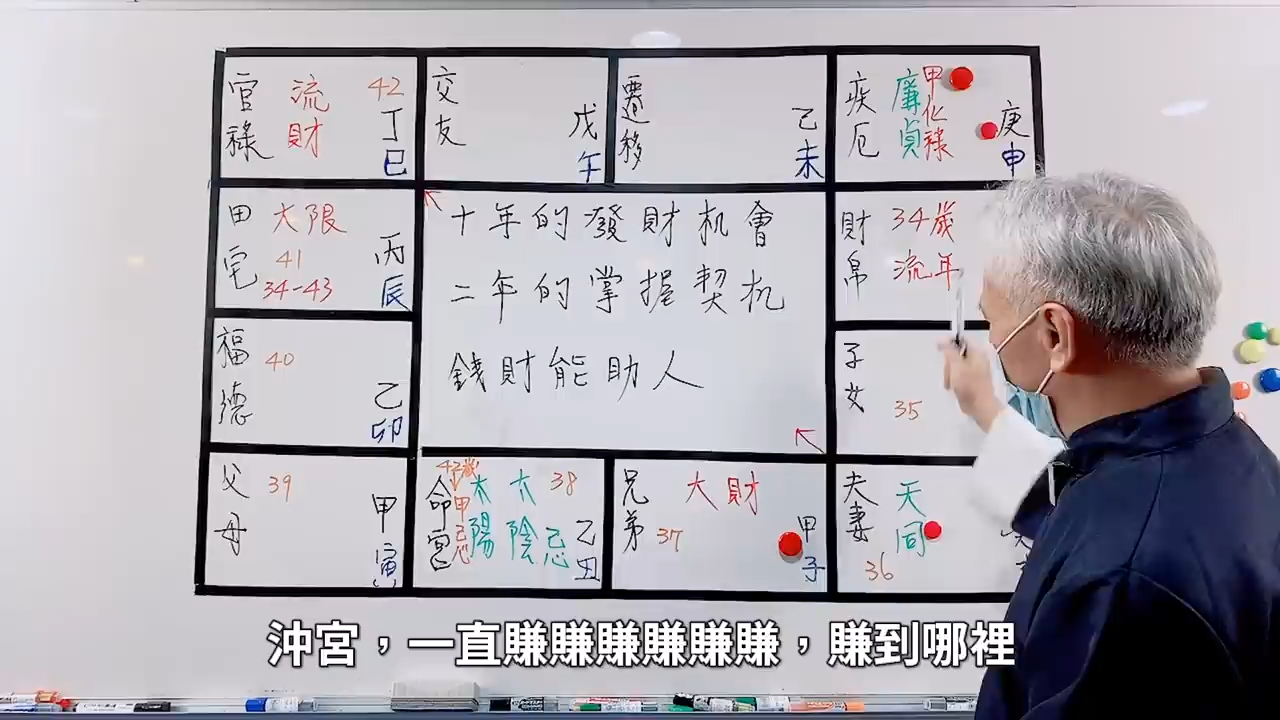 官祿 流財 42 丁巳
交友 戊午
遷移 己未
疾厄 廉貞 甲化祿 庚申
田宅 大限 41 34-43 丙辰
十年的發財机會
二年的掌握契机
錢財能助人
財帛 34歲 流年
福德 40 乙卯
子女 35
父母 39 甲寅
命宮 42歲 甲忌 太陽 太陰 忌 38 乙丑
兄弟 大財 37 甲子
夫妻 天同 36
沖宮，一直賺賺賺賺賺賺，賺到哪裡